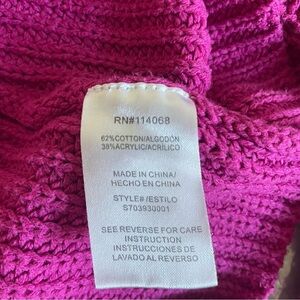 RN#114068
62%COTTON/ALGODÓN
38%ACRYLIC/ACRÍLICO
MADE IN CHINA/
HECHO EN CHINA
STYLE#/ESTILO
S703930001
SEE REVERSE FOR CARE
INSTRUCTION
INSTRUCCIONES DE
LAVADO AL REVERSO